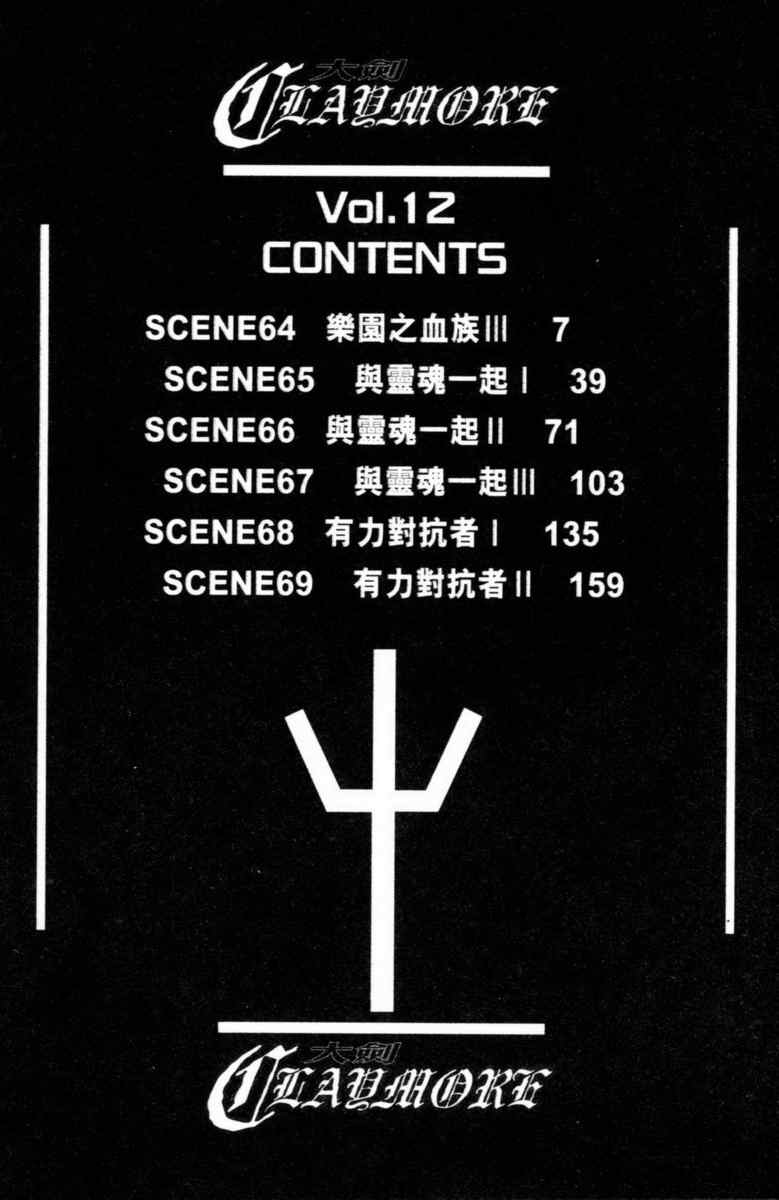 大劍
CLAYMORE
Vol.12
CONTENTS
SCENE64 樂園之血族III 7
SCENE65 與靈魂一起I 39
SCENE66 與靈魂一起II 71
SCENE67 與靈魂一起III 103
SCENE68 有力對抗者I 135
SCENE69 有力對抗者II 159
大劍
CLAYMORE